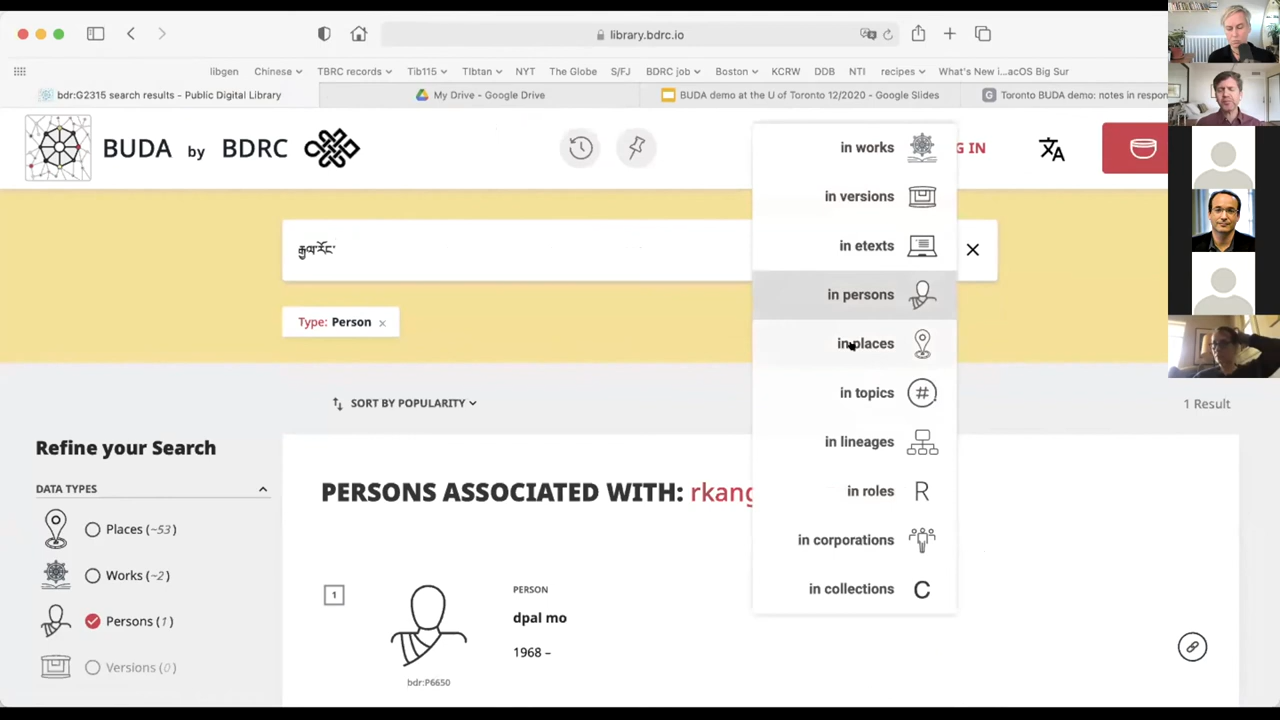 library.bdrc.io
libgen Chinese TBRC records Tib115 TIbtan NYT The Globe S/FJ BDRC job Boston KCRW DDB NTI recipes What's New i...acOS Big Sur
bdr:G2315 search results - Public Digital Library My Drive - Google Drive BUDA demo at the U of Toronto 12/2020 - Google Slides Toronto BUDA demo: notes in respon
BUDA by BDRC
G IN
in works
in versions
in etexts
in persons
in places
in topics
in lineages
in roles
in corporations
in collections
རྒྱལ་རོང་
Type: Person
SORT BY POPULARITY
1 Result
Refine your Search
DATA TYPES
Places (~53)
Works (~2)
Persons (1)
Versions (0)
PERSONS ASSOCIATED WITH: rkang
1
PERSON
dpal mo
1968 –
bdr:P6650